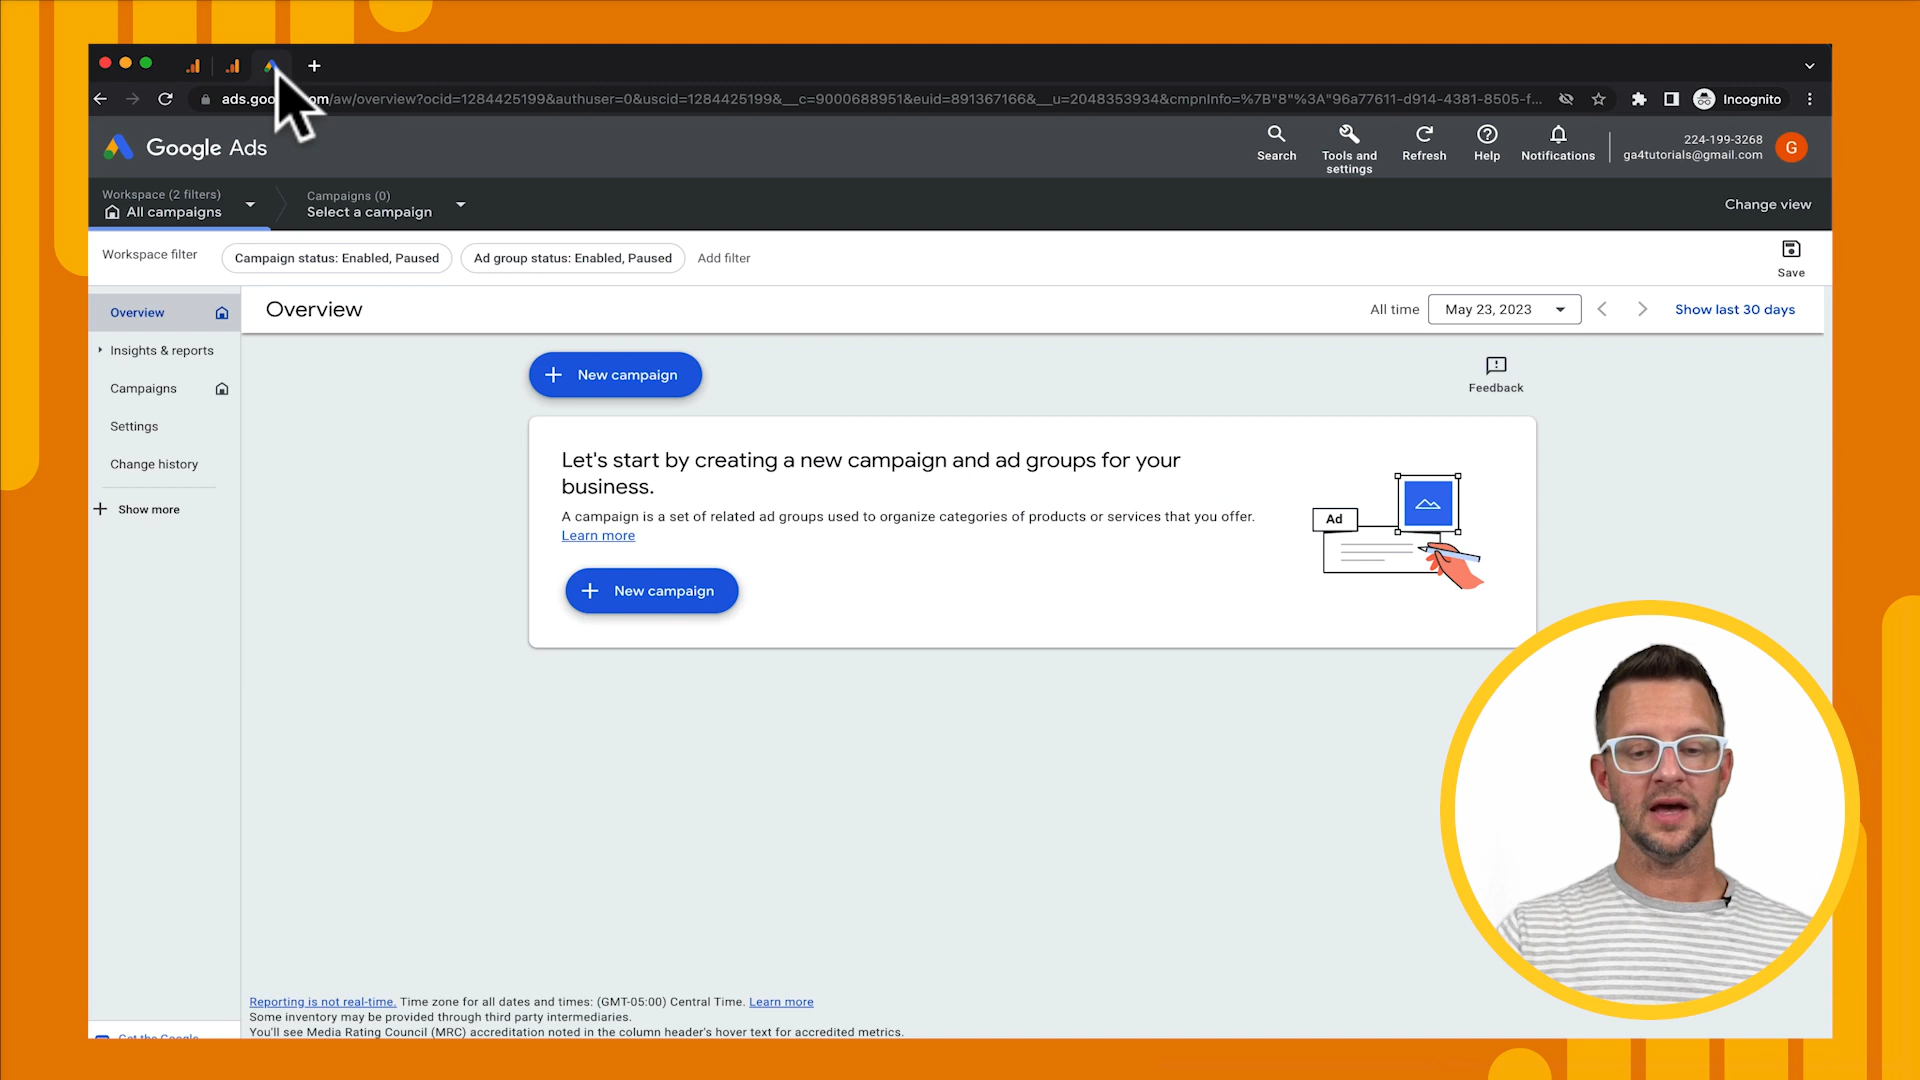 ads.goo
m/aw/overview?ocid=1284425199&authuser=0&uscid=1284425199&__c=9000688951&euid=891367166&__u=2048353934&cmpnInfo=%7B"8"%3A"96a77611-d914-4381-8505-f...
Incognito
Google Ads
Search
Tools and
settings
Refresh
Help
Notifications
224-199-3268
ga4tutorials@gmail.com
G
Workspace (2 filters)
All campaigns
Campaigns (0)
Select a campaign
Change view
Workspace filter
Campaign status: Enabled, Paused
Ad group status: Enabled, Paused
Add filter
Save
Overview
Insights & reports
Campaigns
Settings
Change history
Show more
Overview
All time
May 23, 2023
Show last 30 days
New campaign
Feedback
Let's start by creating a new campaign and ad groups for your
business.
A campaign is a set of related ad groups used to organize categories of products or services that you offer.
Learn more
New campaign
Ad
Reporting is not real-time. Time zone for all dates and times: (GMT-05:00) Central Time. Learn more
Some inventory may be provided through third party intermediaries.
You'll see Media Rating Council (MRC) accreditation noted in the column header's hover text for accredited metrics.
Get the Google